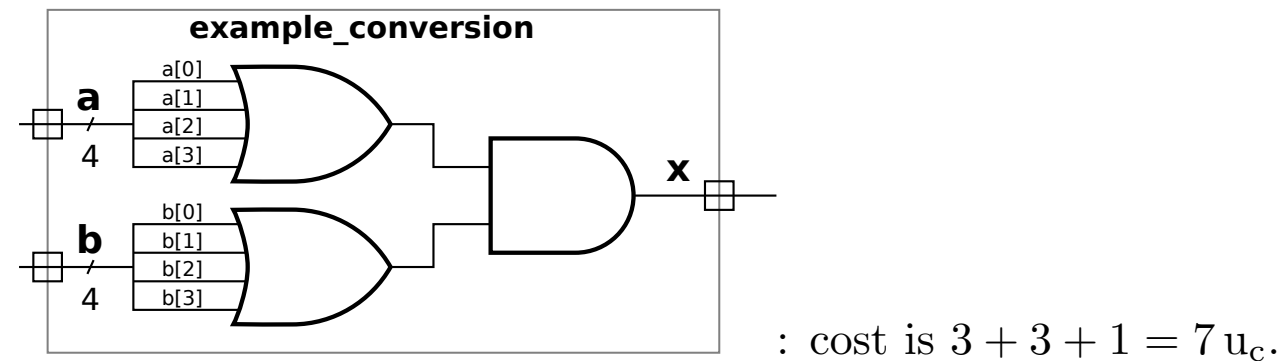 example_conversion
a[0]
a[1]
a
a[2]
4
a[3]
x
b[0]
b[1]
b
b[2]
4
b[3]
: cost is 3 + 3 + 1 = 7 u_c.